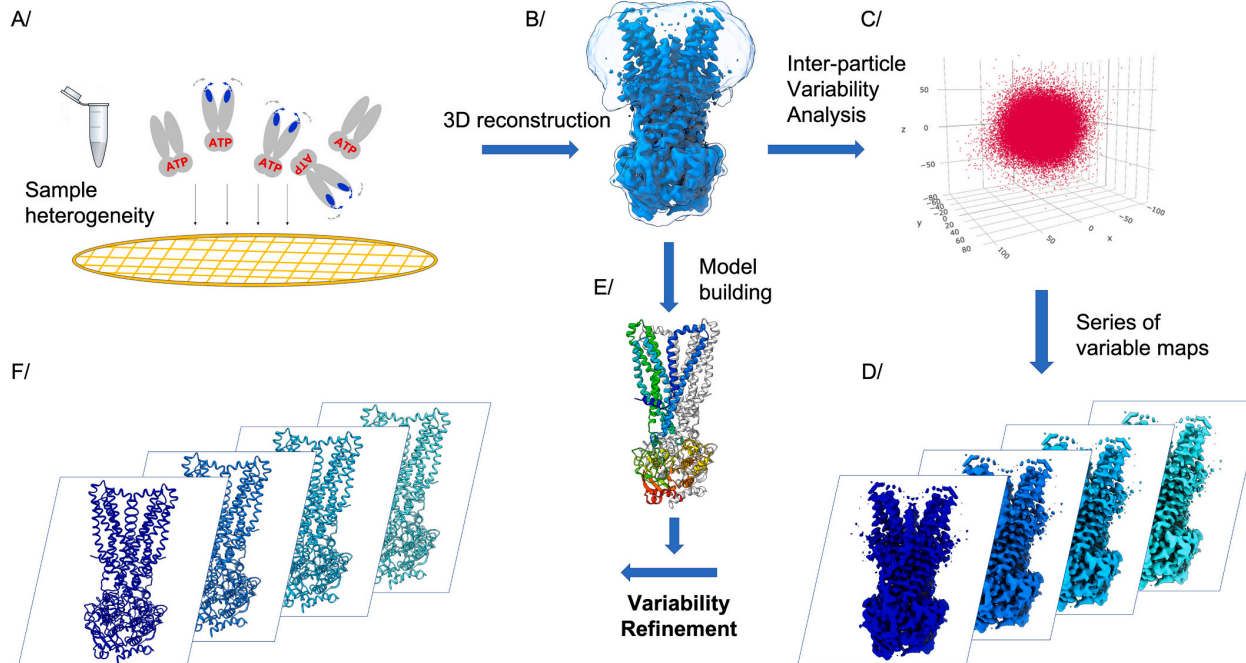 A/
Sample
heterogeneity
ATP
ATP
ATP
ATP
ATP
3D reconstruction
B/
Inter-particle
Variability
Analysis
C/
50
z
0
−50
−80
−60
−40
−20
0
20
40
60
80
y
100
50
0
x
−50
−100
Model
building
E/
Series of
variable maps
D/
F/
Variability
Refinement